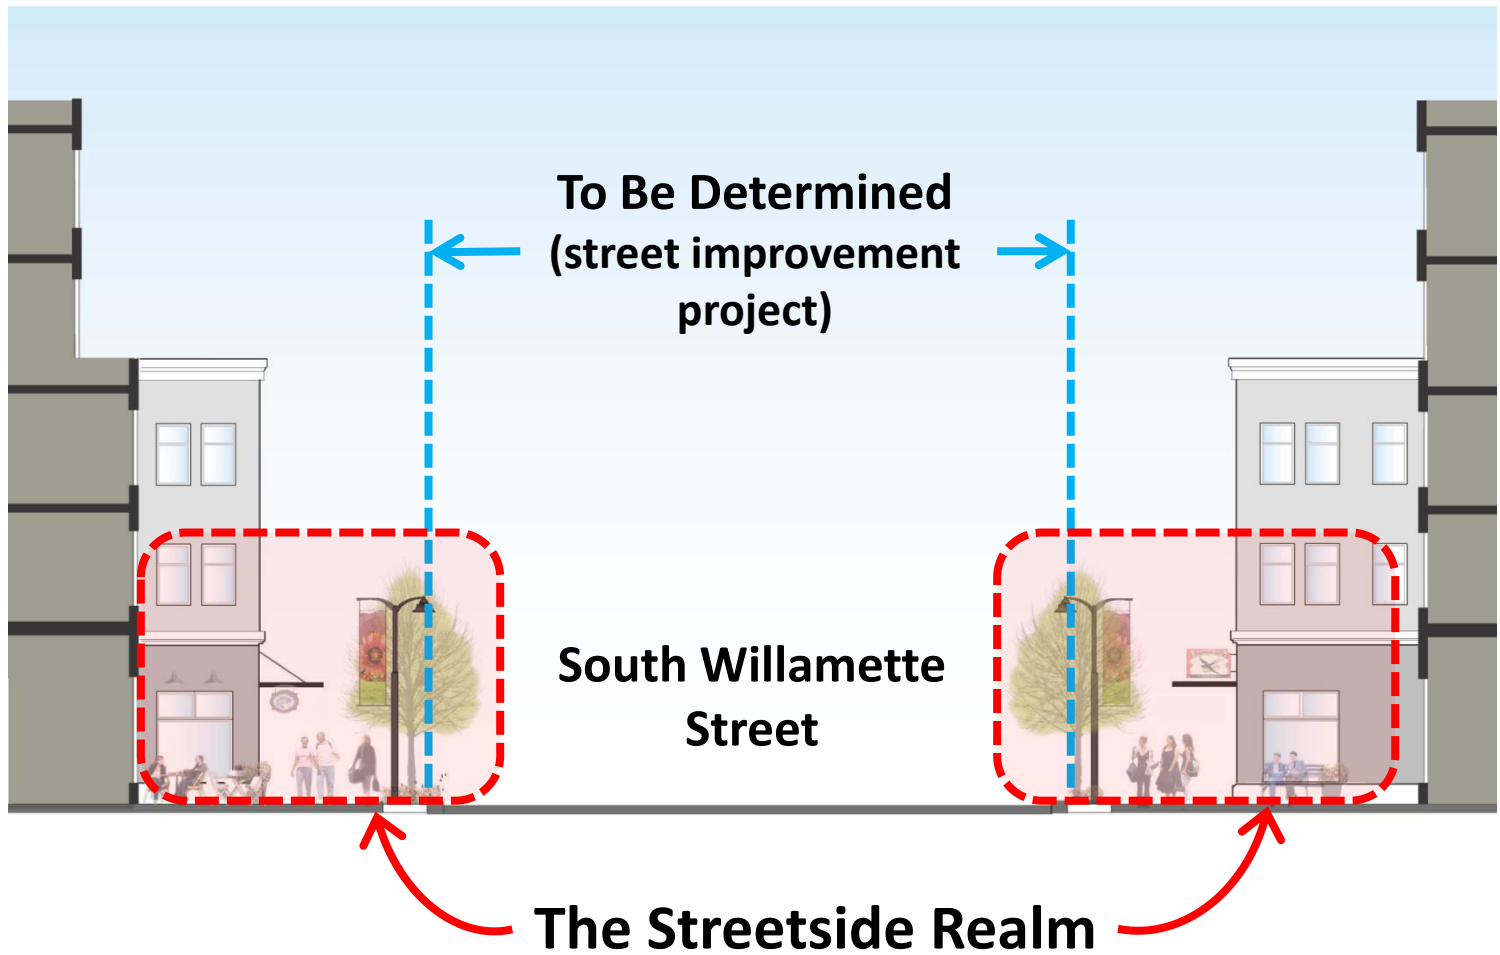 To Be Determined
(street improvement
project)
South Willamette
Street
The Streetside Realm